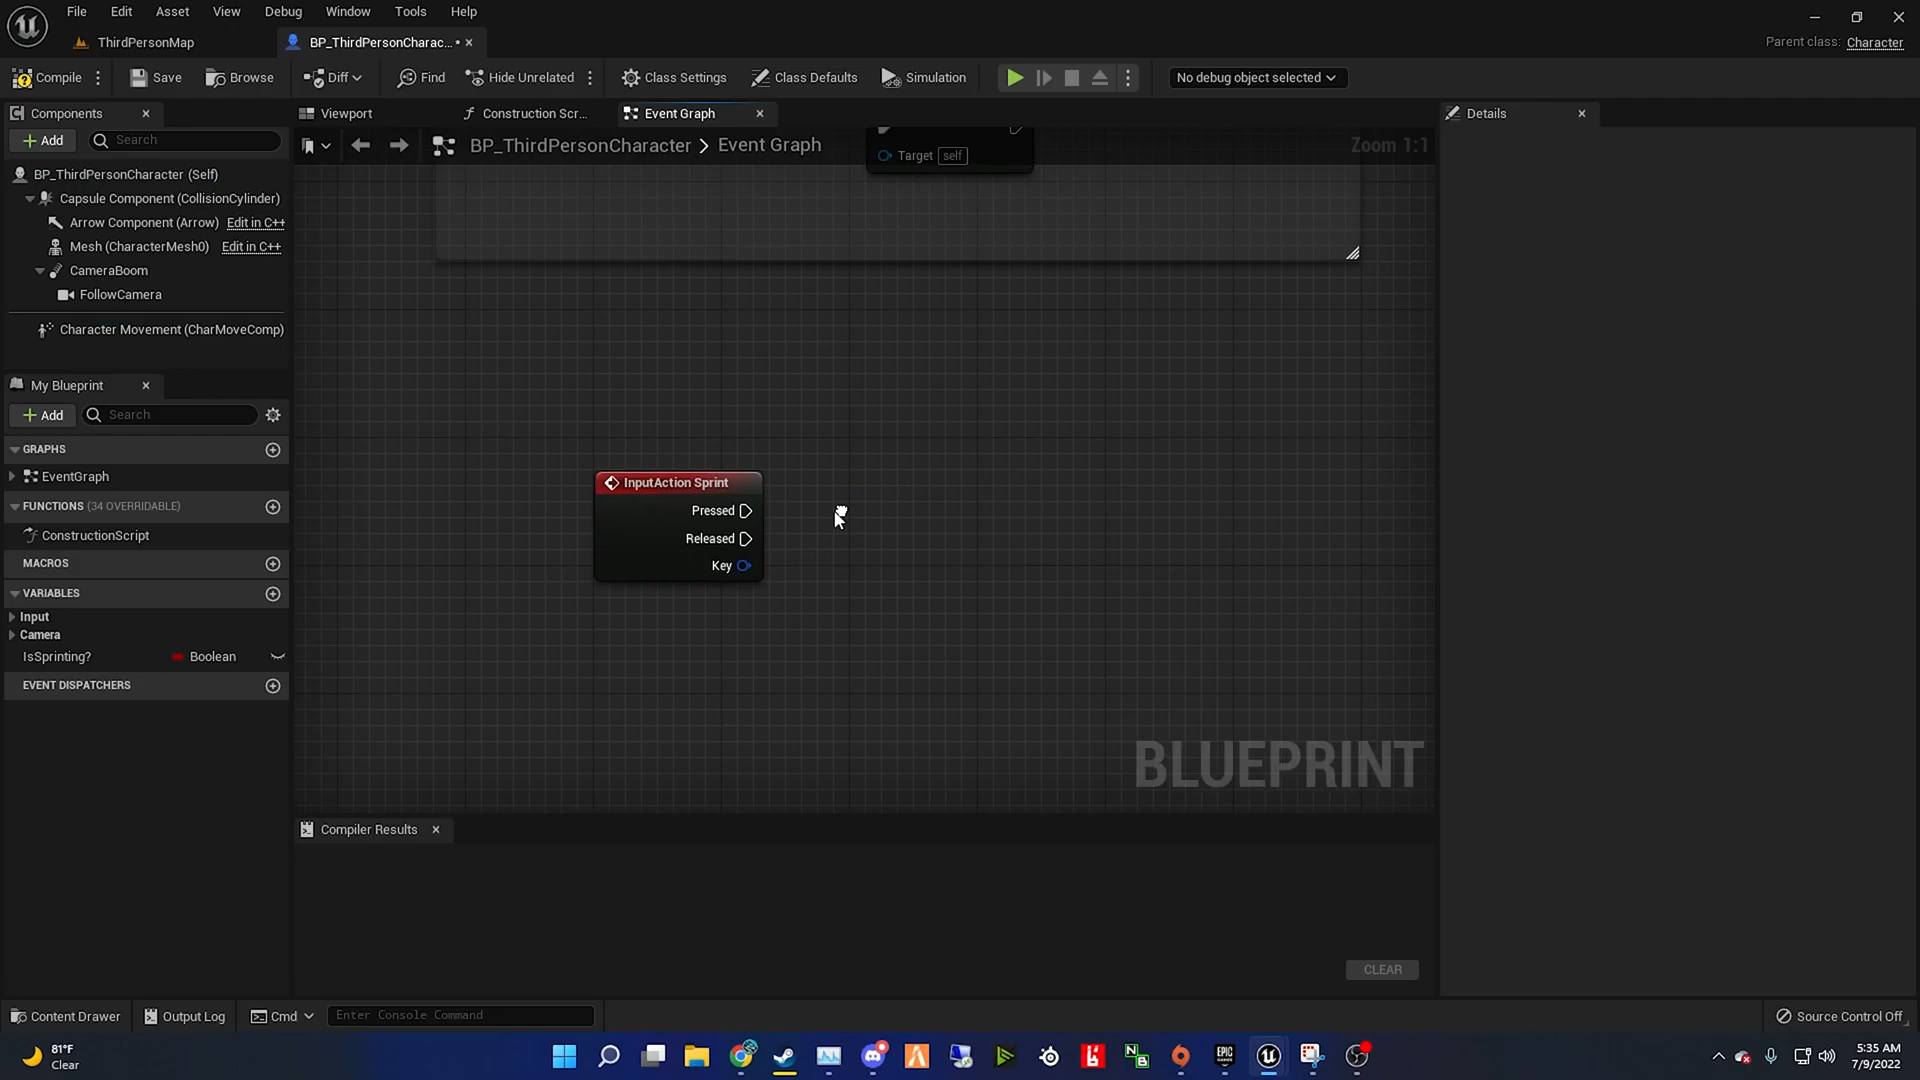 File Edit Asset View Debug Window Tools Help
ThirdPersonMap
BP_ThirdPersonCharac... •
Parent class: Character
Compile
Save
Browse
Diff
Find
Hide Unrelated
Class Settings
Class Defaults
Simulation
No debug object selected
Components
Add
Search
BP_ThirdPersonCharacter (Self)
Capsule Component (CollisionCylinder)
Arrow Component (Arrow) Edit in C++
Mesh (CharacterMesh0) Edit in C++
CameraBoom
FollowCamera
Character Movement (CharMoveComp)
My Blueprint
Add
Search
GRAPHS
EventGraph
FUNCTIONS (34 OVERRIDABLE)
ConstructionScript
MACROS
VARIABLES
Input
Camera
IsSprinting? Boolean
EVENT DISPATCHERS
Viewport
Construction Scr...
Event Graph
BP_ThirdPersonCharacter > Event Graph
Zoom 1:1
Target self
InputAction Sprint
Pressed
Released
Key
BLUEPRINT
Compiler Results
CLEAR
Details
Content Drawer
Output Log
Cmd
Enter Console Command
Source Control Off
81°F
Clear
EPIC
GAMES
5:35 AM
7/9/2022